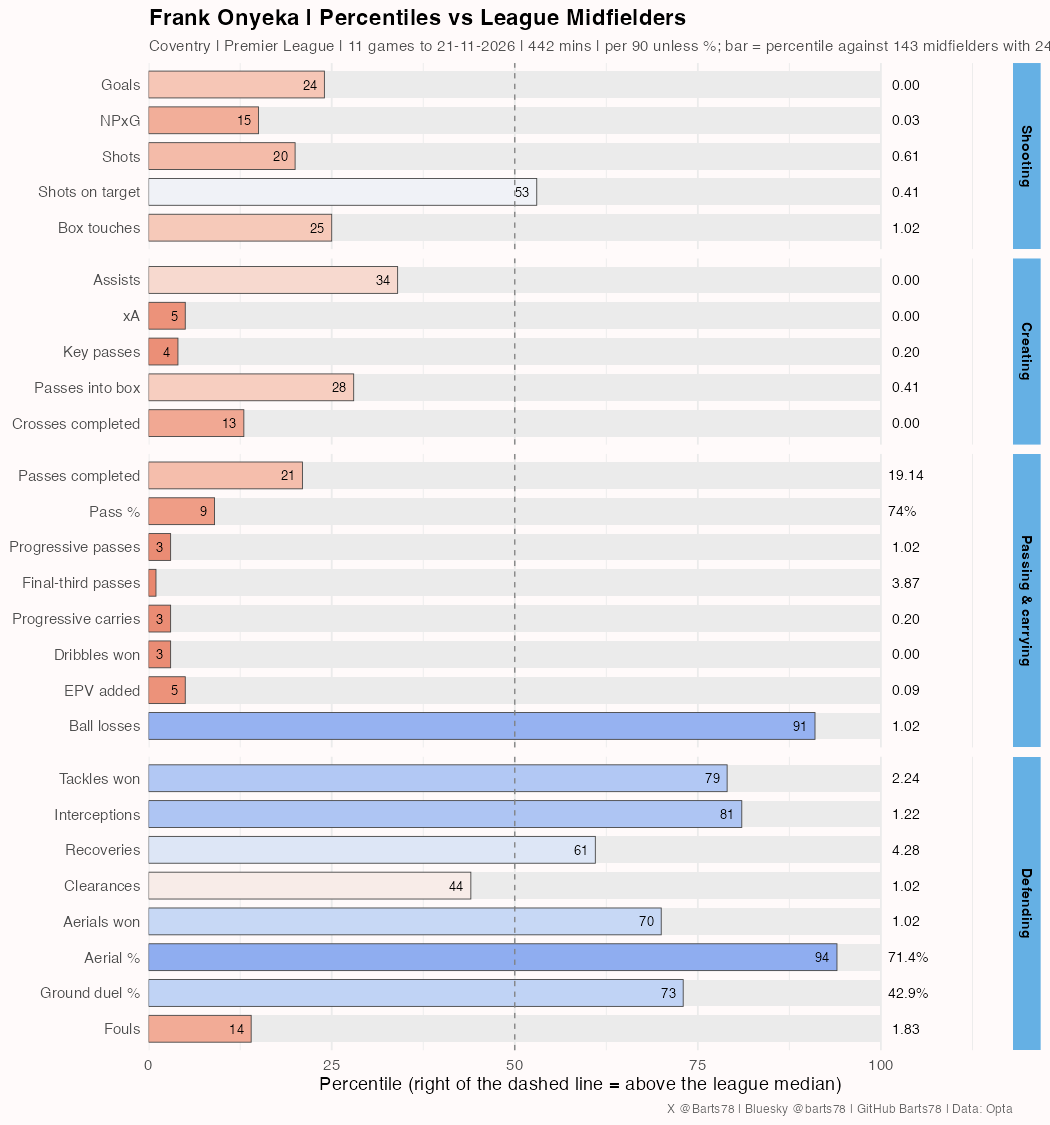 Frank Onyeka | Percentiles vs League Midfielders
Coventry | Premier League | 11 games to 21-11-2026 | 442 mins | per 90 unless %; bar = percentile against 143 midfielders with 24
Goals 24 0.00
NPxG 15 0.03
Shots 20 0.61
Shots on target 53 0.41
Box touches 25 1.02
Shooting
Assists 34 0.00
xA 5 0.00
Key passes 4 0.20
Passes into box 28 0.41
Crosses completed 13 0.00
Creating
Passes completed 21 19.14
Pass % 9 74%
Progressive passes 3 1.02
Final-third passes 3.87
Progressive carries 3 0.20
Dribbles won 3 0.00
EPV added 5 0.09
Ball losses 91 1.02
Passing & carrying
Tackles won 79 2.24
Interceptions 81 1.22
Recoveries 61 4.28
Clearances 44 1.02
Aerials won 70 1.02
Aerial % 94 71.4%
Ground duel % 73 42.9%
Fouls 14 1.83
Defending
0 25 50 75 100
Percentile (right of the dashed line = above the league median)
X @Barts78 | Bluesky @barts78 | GitHub Barts78 | Data: Opta